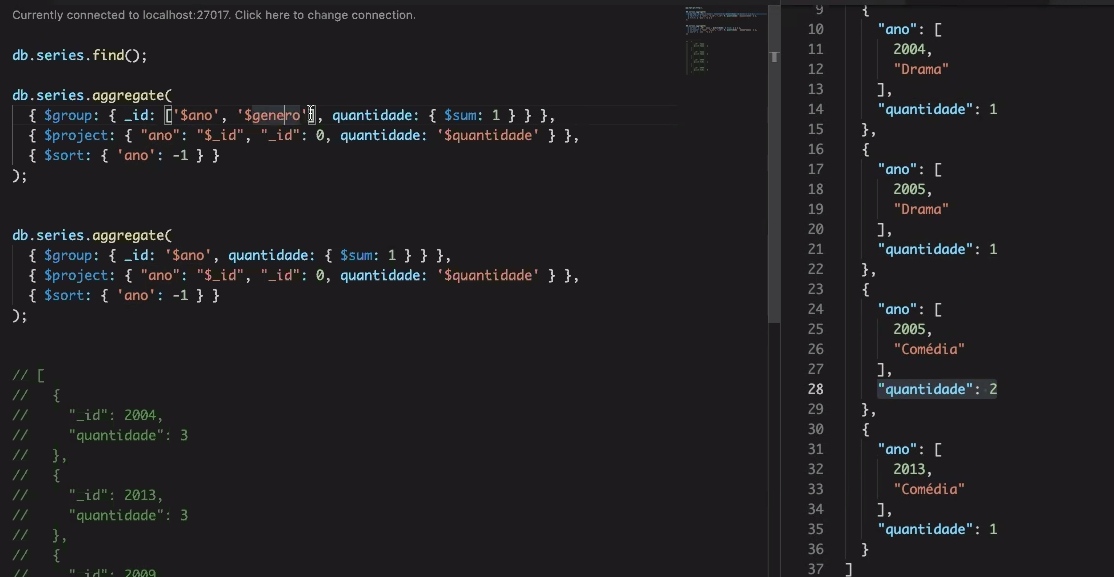 Currently connected to localhost:27017. Click here to change connection.
db.series.find();
db.series.aggregate(
{ $group: { _id: ['$ano', '$genero'], quantidade: { $sum: 1 } } },
{ $project: { "ano": "$_id", "_id": 0, quantidade: '$quantidade' } },
{ $sort: { 'ano': -1 } }
);
db.series.aggregate(
{ $group: { _id: '$ano', quantidade: { $sum: 1 } } },
{ $project: { "ano": "$_id", "_id": 0, quantidade: '$quantidade' } },
{ $sort: { 'ano': -1 } }
);
// [
//   {
//     "_id": 2004,
//     "quantidade": 3
//   },
//   {
//     "_id": 2013,
//     "quantidade": 3
//   },
//   {
//     "_id": 2009,
9 {
10 "ano": [
11 2004,
12 "Drama"
13 ],
14 "quantidade": 1
15 },
16 {
17 "ano": [
18 2005,
19 "Drama"
20 ],
21 "quantidade": 1
22 },
23 {
24 "ano": [
25 2005,
26 "Comédia"
27 ],
28 "quantidade": 2
29 },
30 {
31 "ano": [
32 2013,
33 "Comédia"
34 ],
35 "quantidade": 1
36 }
37 ]